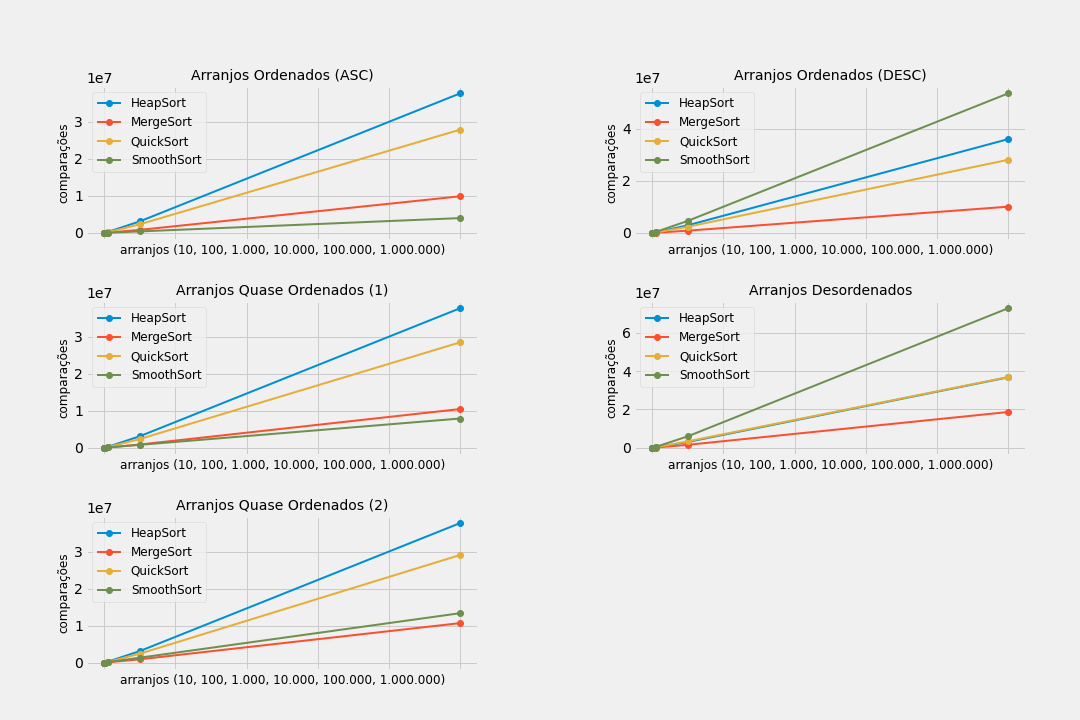 Arranjos Ordenados (ASC)
1e7
HeapSort
MergeSort
QuickSort
SmoothSort
comparações
3
2
1
0
arranjos (10, 100, 1.000, 10.000, 100.000, 1.000.000)
Arranjos Ordenados (DESC)
1e7
HeapSort
MergeSort
QuickSort
SmoothSort
comparações
4
2
0
arranjos (10, 100, 1.000, 10.000, 100.000, 1.000.000)
Arranjos Quase Ordenados (1)
1e7
HeapSort
MergeSort
QuickSort
SmoothSort
comparações
3
2
1
0
arranjos (10, 100, 1.000, 10.000, 100.000, 1.000.000)
Arranjos Desordenados
1e7
HeapSort
MergeSort
QuickSort
SmoothSort
comparações
6
4
2
0
arranjos (10, 100, 1.000, 10.000, 100.000, 1.000.000)
Arranjos Quase Ordenados (2)
1e7
HeapSort
MergeSort
QuickSort
SmoothSort
comparações
3
2
1
0
arranjos (10, 100, 1.000, 10.000, 100.000, 1.000.000)